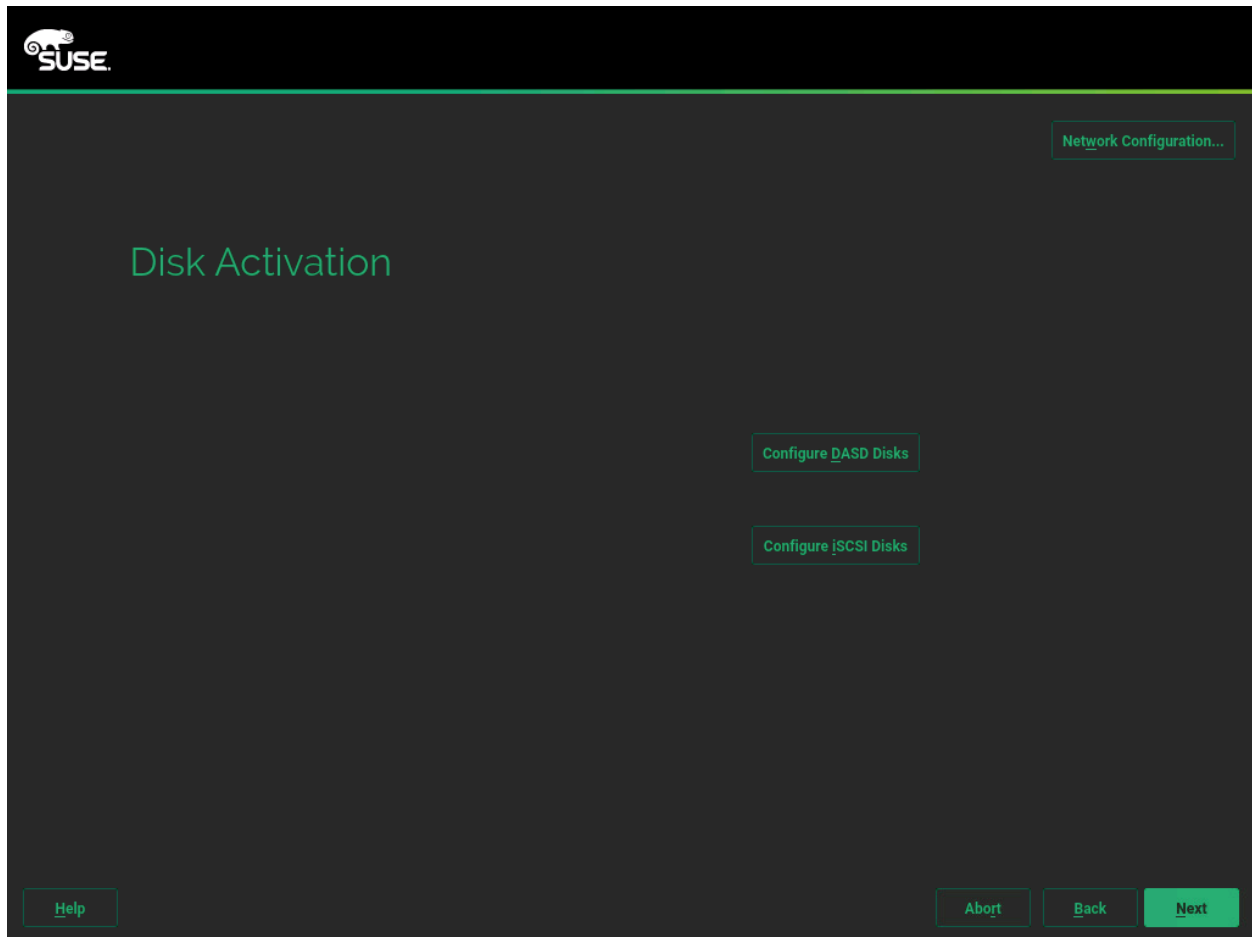 SUSE.
Network Configuration...
Disk Activation
Configure DASD Disks
Configure iSCSI Disks
Help
Abort
Back
Next